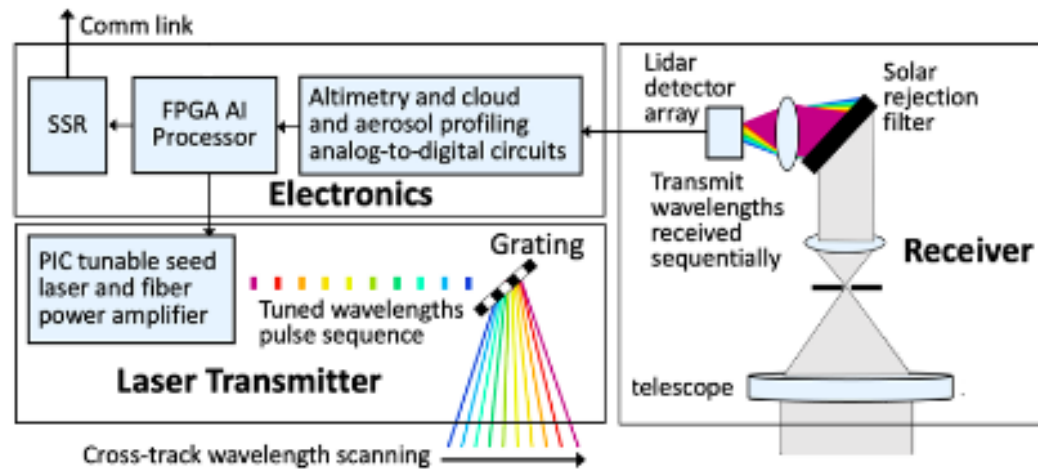 Comm link
SSR
FPGA AI
Processor
Altimetry and cloud
and aerosol profiling
analog-to-digital circuits
Electronics
Lidar
detector
array
Solar
rejection
filter
Transmit
wavelengths
received
sequentially
Receiver
telescope
PIC tunable seed
laser and fiber
power amplifier
Tuned wavelengths
pulse sequence
Grating
Laser Transmitter
Cross-track wavelength scanning